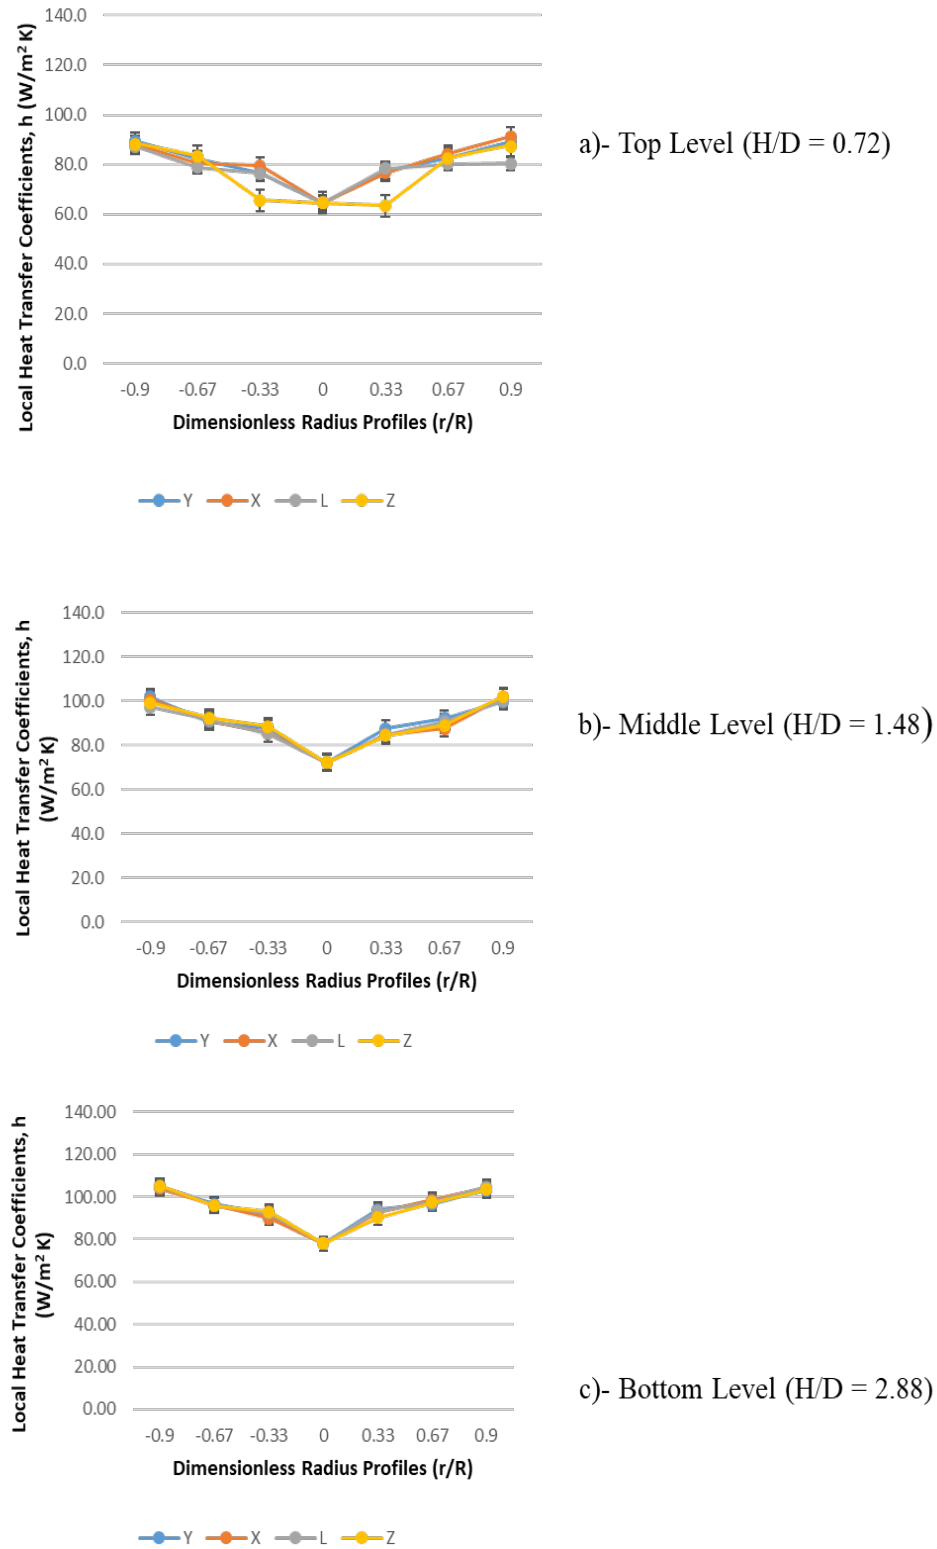 140.0
120.0
100.0
80.0
60.0
40.0
20.0
0.0
Local Heat Transfer Coefficients, h (W/m² K)
-0.9 -0.67 -0.33 0 0.33 0.67 0.9
Dimensionless Radius Profiles (r/R)
Y X L Z
a)- Top Level (H/D = 0.72)
140.0
120.0
100.0
80.0
60.0
40.0
20.0
0.0
Local Heat Transfer Coefficients, h
(W/m² K)
-0.9 -0.67 -0.33 0 0.33 0.67 0.9
Dimensionless Radius Profiles (r/R)
Y X L Z
b)- Middle Level (H/D = 1.48)
140.00
120.00
100.00
80.00
60.00
40.00
20.00
0.00
Local Heat Transfer Coefficients, h
(W/m² K)
-0.9 -0.67 -0.33 0 0.33 0.67 0.9
Dimensionless Radius Profiles (r/R)
Y X L Z
c)- Bottom Level (H/D = 2.88)